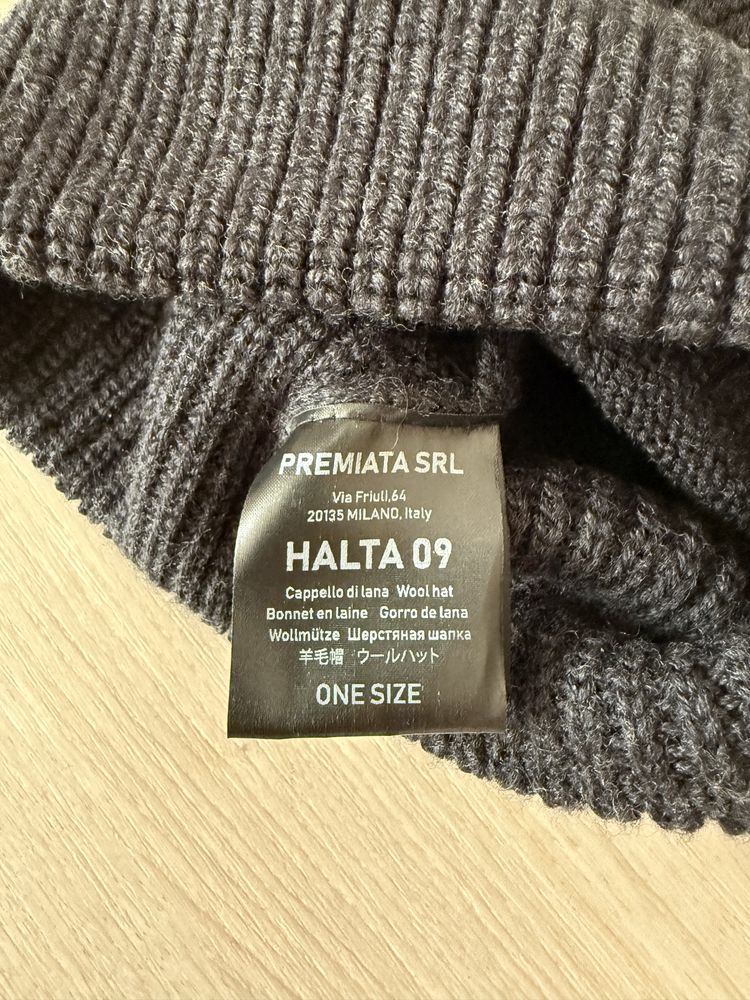 PREMIATA SRL
Via Friuli,64
20135 MILANO, Italy
HALTA 09
Cappello di lana Wool hat
Bonnet en laine Gorro de lana
Wollmütze Шерстяная шапка
羊毛帽 ウールハット
ONE SIZE